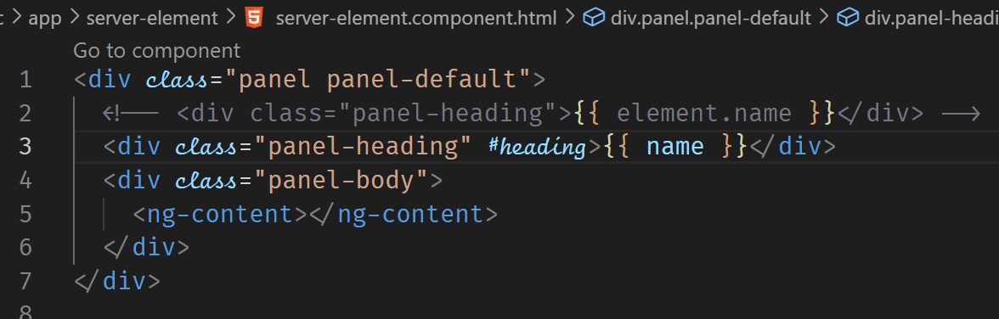 > app > server-element > server-element.component.html > div.panel.panel-default > div.panel-headi
Go to component
1 <div class="panel panel-default">
2 <!-- <div class="panel-heading">{{ element.name }}</div> -->
3 <div class="panel-heading" #heading>{{ name }}</div>
4 <div class="panel-body">
5 <ng-content></ng-content>
6 </div>
7 </div>
8